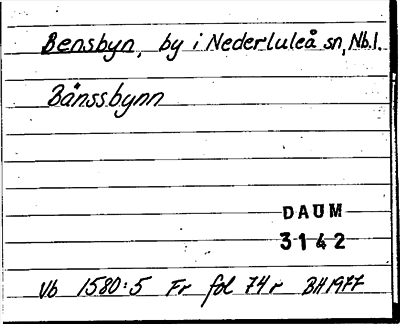 Bensbyn, by i Nederluleå sn, Nb.l.
Bånssbynn
DAUM
3142
Vb 1580:5 Fr fol 74 r BH 1977